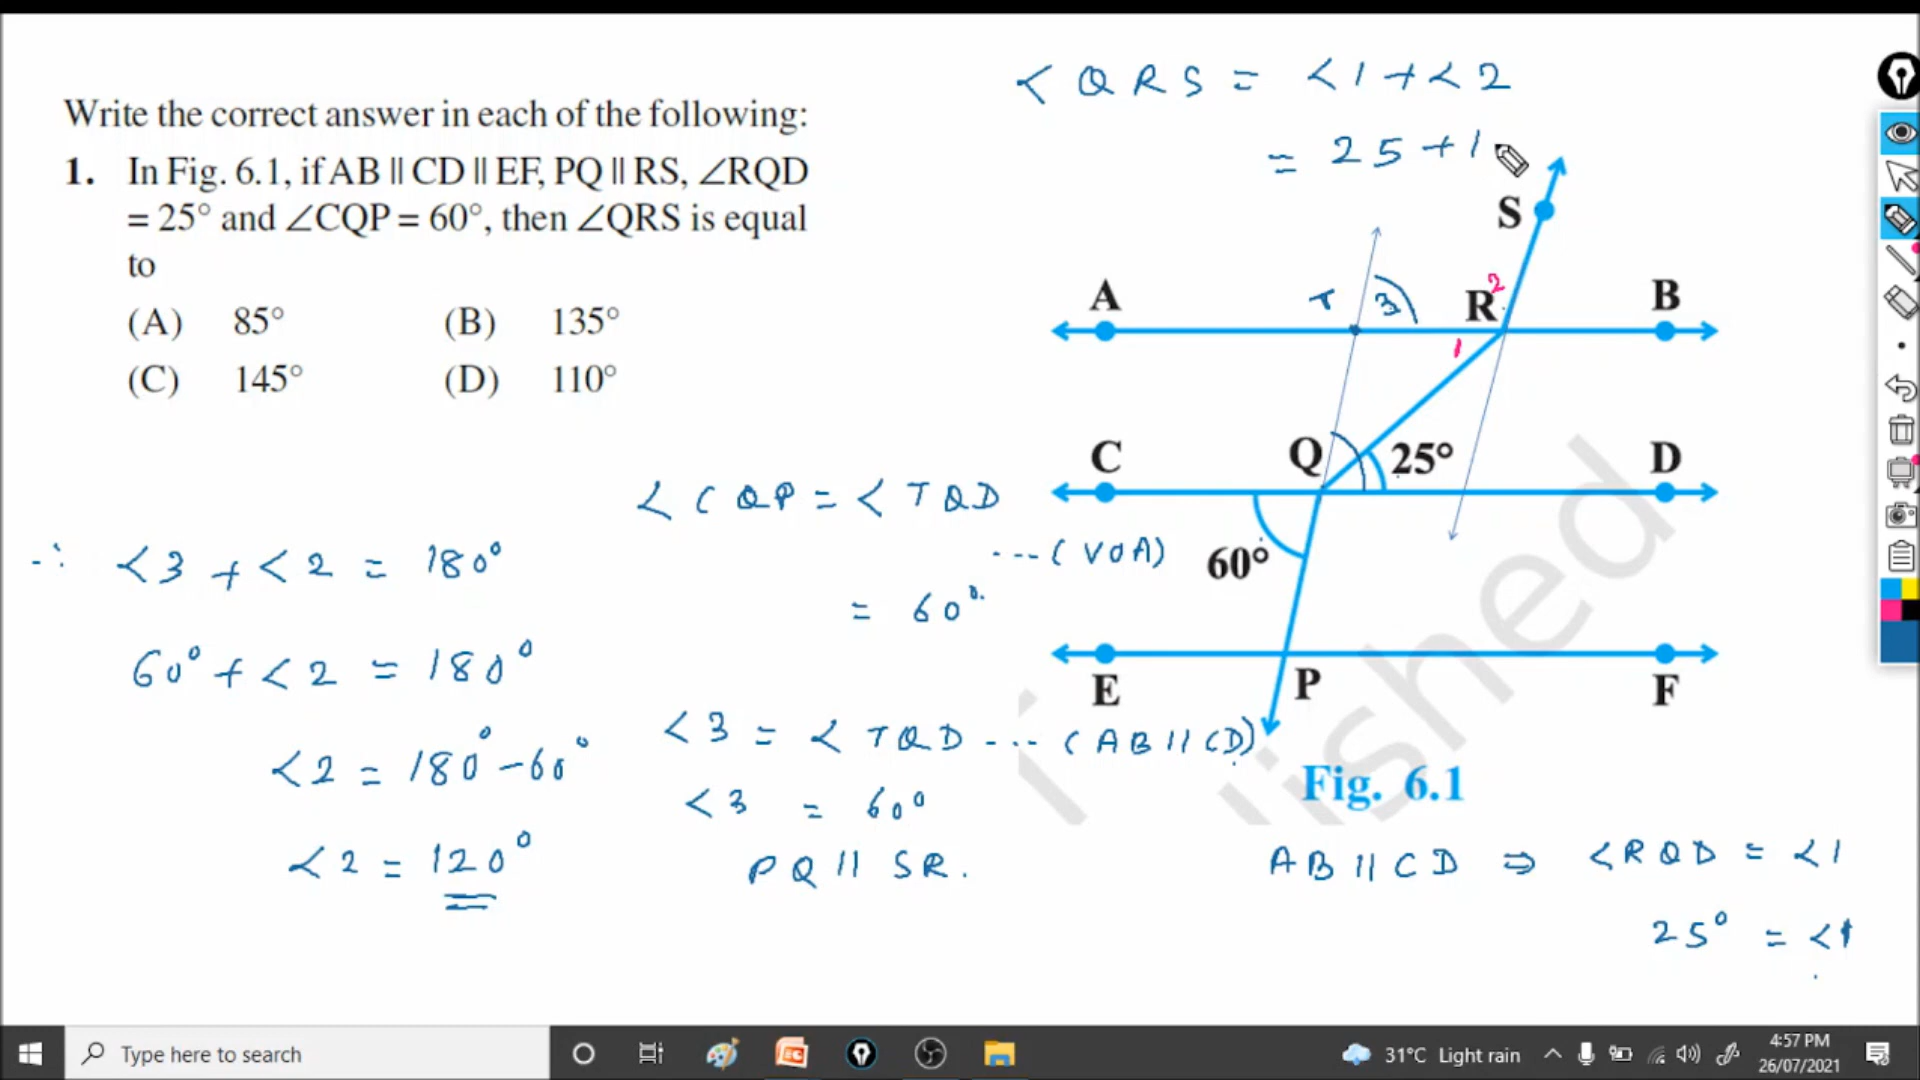 Write the correct answer in each of the following:
1. In Fig. 6.1, if AB || CD || EF, PQ || RS, ∠RQD
= 25° and ∠CQP = 60°, then ∠QRS is equal
to
(A) 85° (B) 135°
(C) 145° (D) 110°
<QRS = <1+<2
= 25+1
S
A T 3 R 2 B
1
C Q 25° D
60°
E P F
Fig. 6.1
<CQP = <TQD
---(VOA)
= 60°
∴ <3 + <2 = 180°
60° + <2 = 180°
<2 = 180° - 60°
<2 = 120°
<3 = <TQD --- (AB || CD)
<3 = 60°
PQ || SR.
AB || CD ⇒ <RQD = <1
25° = <1
Type here to search
31°C Light rain
4:57 PM
26/07/2021